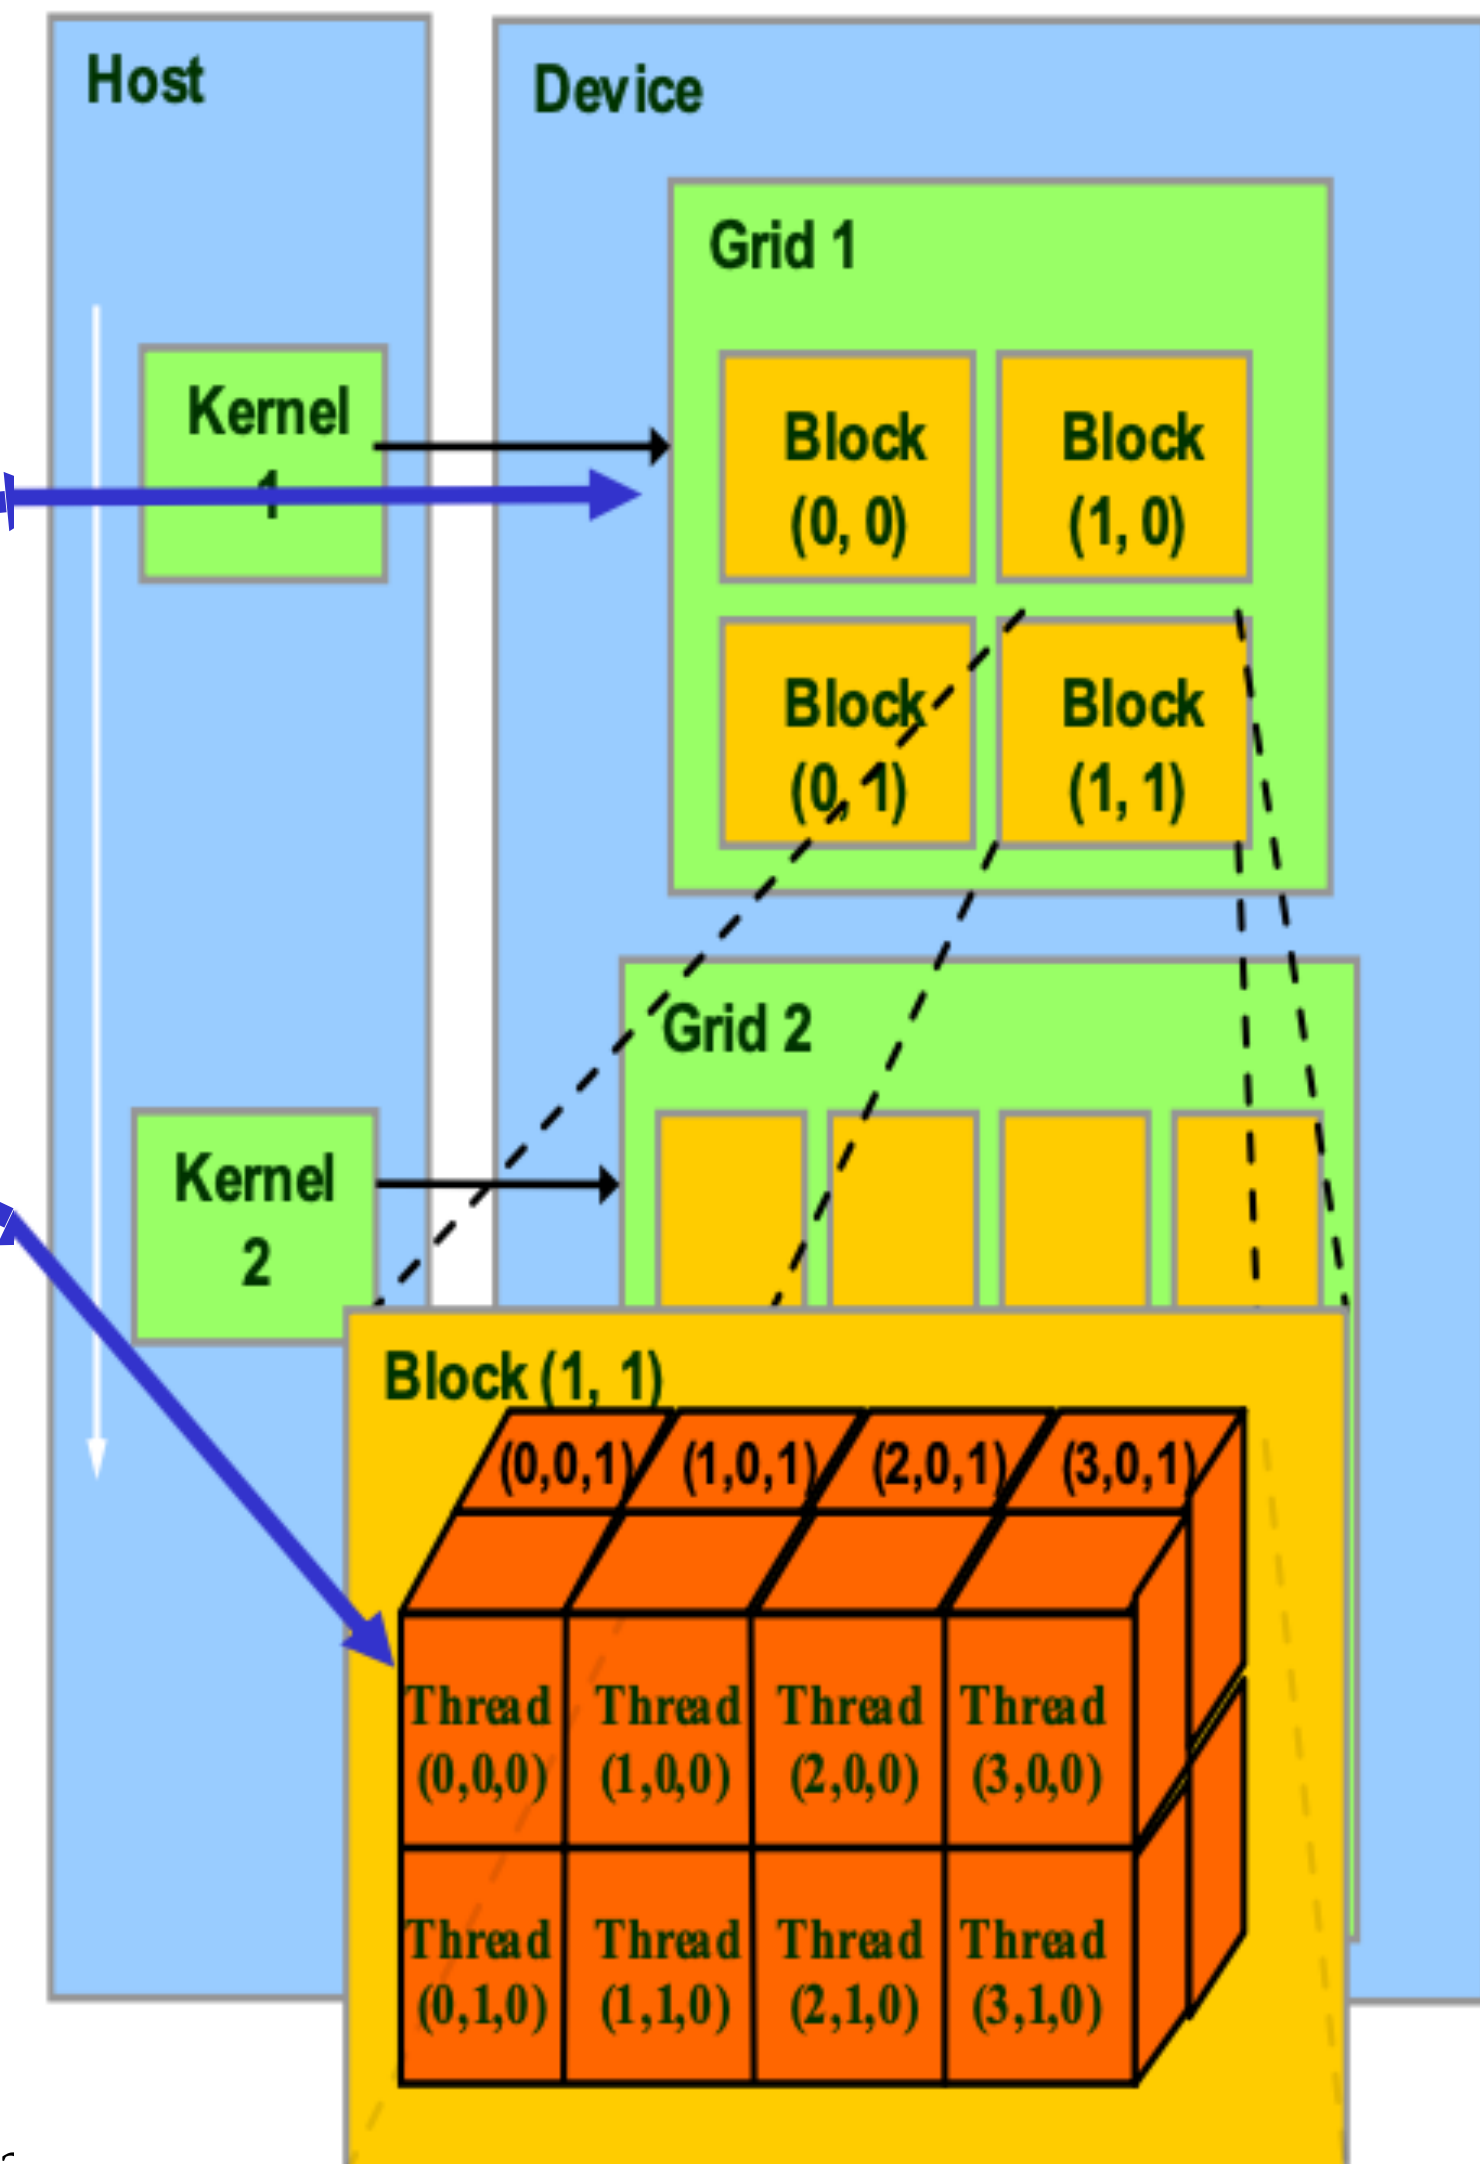 Host
Device
Grid 1
Kernel
1
Block
(0, 0)
Block
(1, 0)
Block
(0, 1)
Block
(1, 1)
Grid 2
Kernel
2
Block (1, 1)
(0,0,1)
(1,0,1)
(2,0,1)
(3,0,1)
Thread
(0,0,0)
Thread
(1,0,0)
Thread
(2,0,0)
Thread
(3,0,0)
Thread
(0,1,0)
Thread
(1,1,0)
Thread
(2,1,0)
Thread
(3,1,0)